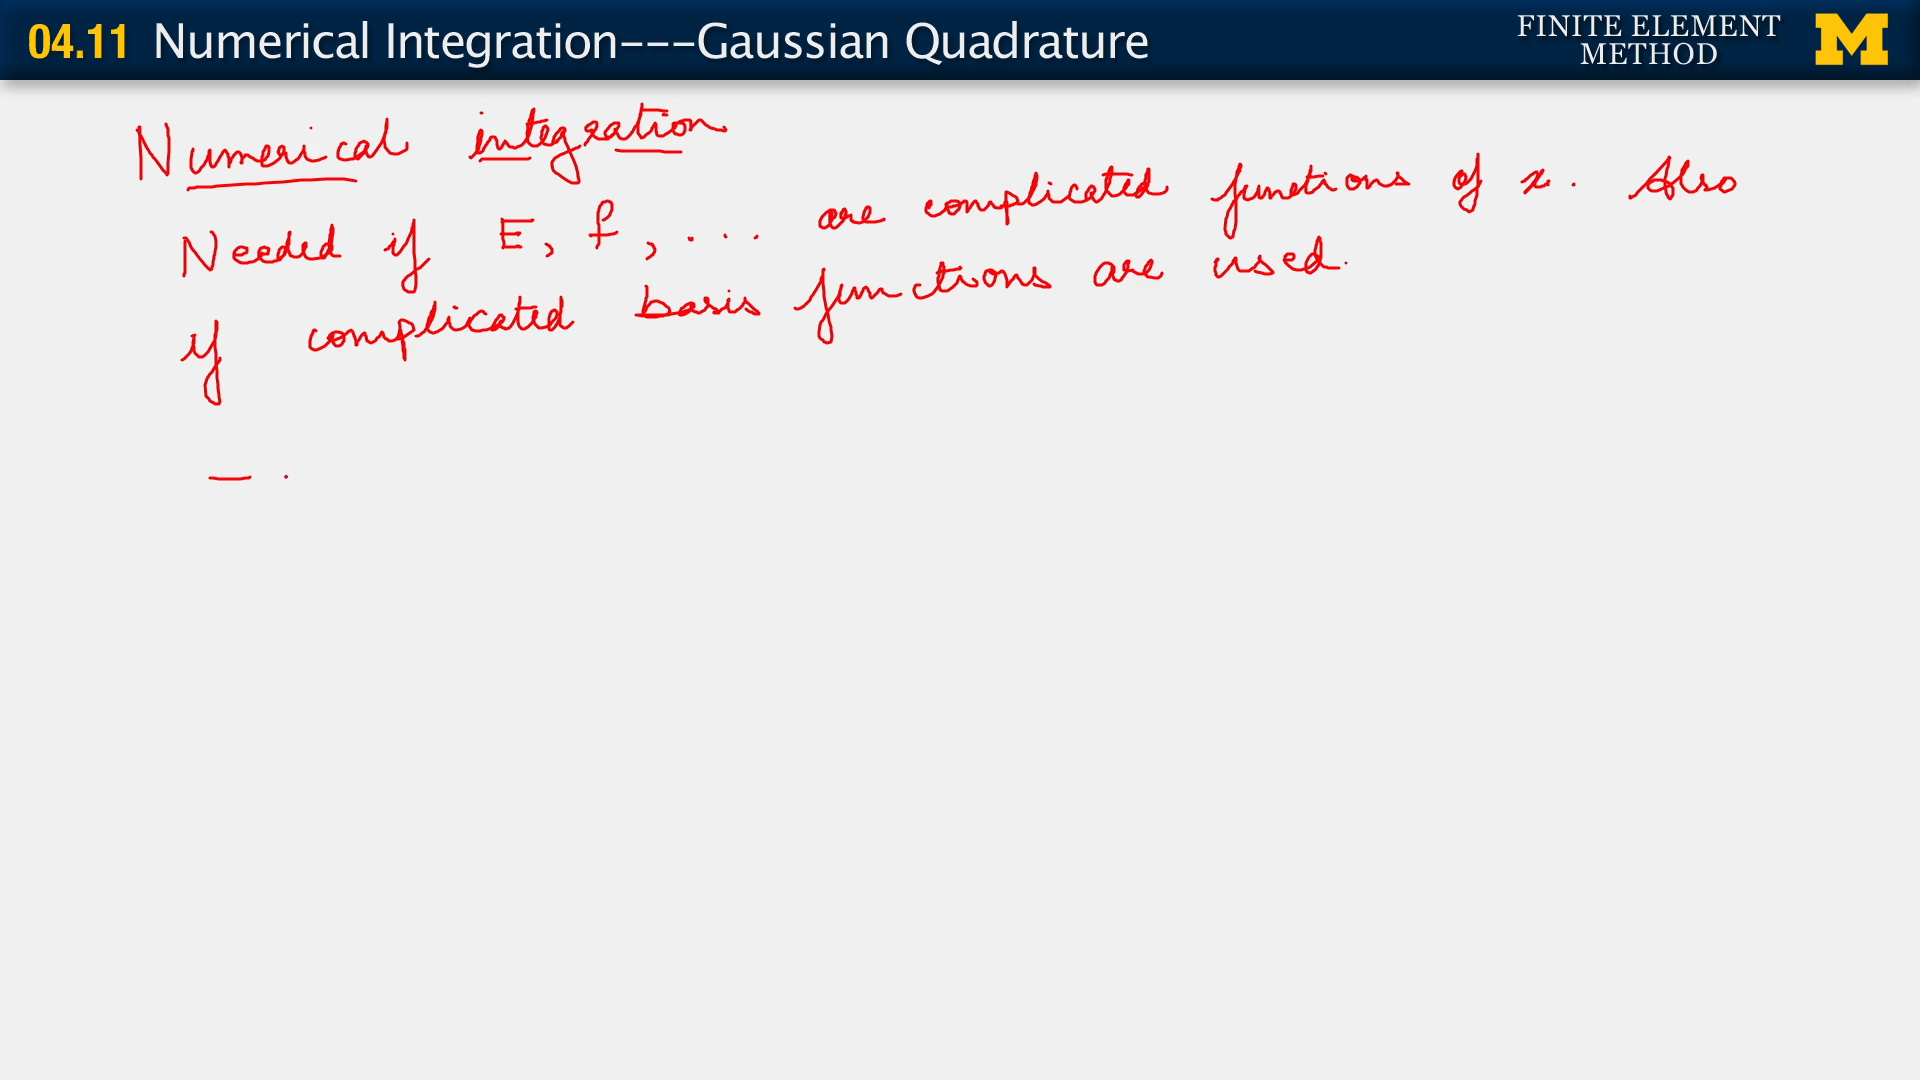 04.11 Numerical Integration---Gaussian Quadrature
FINITE ELEMENT
METHOD
M
Numerical integration
Needed if E, f, ... are complicated functions of x. Also
if complicated basis functions are used.
— .